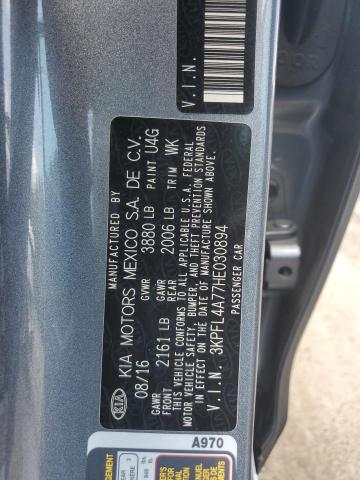 V.I.N.
MANUFACTURED BY
KIA MOTORS MEXICO S.A. DE C.V.
08/16 GVWR 3880 LB PAINT U4G
GAWR FRONT 2161 LB GAWR REAR 2006 LB TRIM WK
THIS VEHICLE CONFORMS TO ALL APPLICABLE U.S.A. FEDERAL
MOTOR VEHICLE SAFETY, BUMPER, AND THEFT PREVENTION STANDARDS
IN EFFECT ON THE DATE OF MANUFACTURE SHOWN ABOVE.
V.I.N. 3KPFL4A77HE030894
PASSENGER CAR
KIA
A970